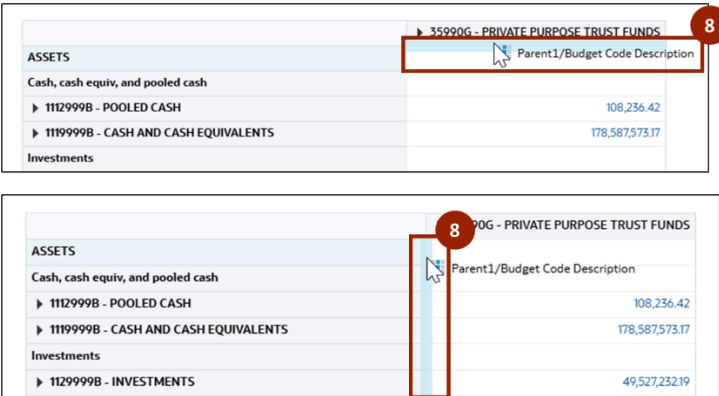 8
▶ 35990G - PRIVATE PURPOSE TRUST FUNDS
ASSETS
Parent1/Budget Code Description
Cash, cash equiv, and pooled cash
▶ 1112999B - POOLED CASH 108,236.42
▶ 1119999B - CASH AND CASH EQUIVALENTS 178,587,573.17
Investments
8
90G - PRIVATE PURPOSE TRUST FUNDS
ASSETS
Parent1/Budget Code Description
Cash, cash equiv, and pooled cash
▶ 1112999B - POOLED CASH 108,236.42
▶ 1119999B - CASH AND CASH EQUIVALENTS 178,587,573.17
Investments
▶ 1129999B - INVESTMENTS 49,527,232.19